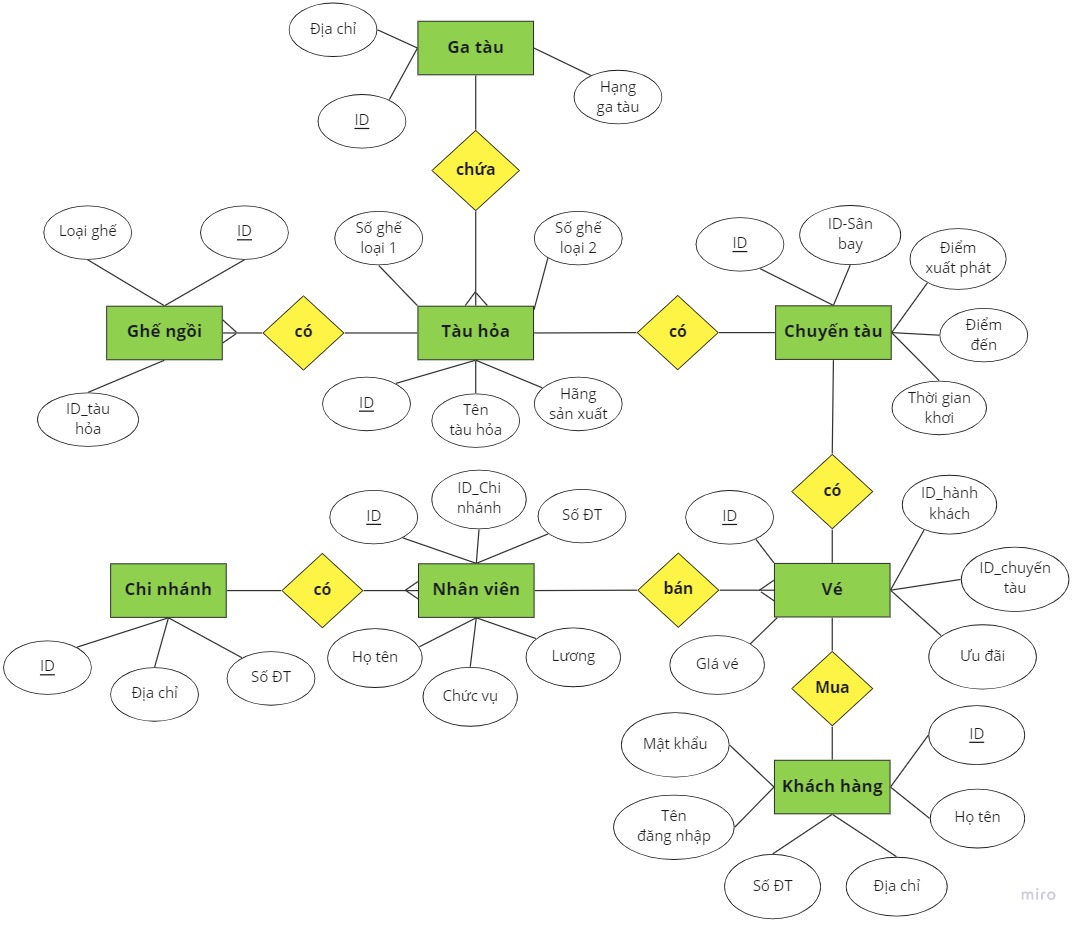 Địa chỉ
Ga tàu
Hạng
ga tàu
ID
chứa
Loại ghế
ID
Số ghế
loại 1
Số ghế
loại 2
ID
ID-Sân
bay
Điểm
xuất phát
Ghế ngồi
có
Tàu hỏa
có
Chuyến tàu
Điểm
đến
ID_tàu
hỏa
ID
Tên
tàu hỏa
Hãng
sản xuất
Thời gian
khơi
có
ID
ID_Chi
nhánh
Số ĐT
ID
ID_hành
khách
Chi nhánh
có
Nhân viên
bán
Vé
ID_chuyến
tàu
ID
Địa chỉ
Số ĐT
Họ tên
Chức vụ
Lương
GIá vé
Ưu đãi
Mua
Mật khẩu
ID
Khách hàng
Tên
đăng nhập
Họ tên
Số ĐT
Địa chỉ
miro